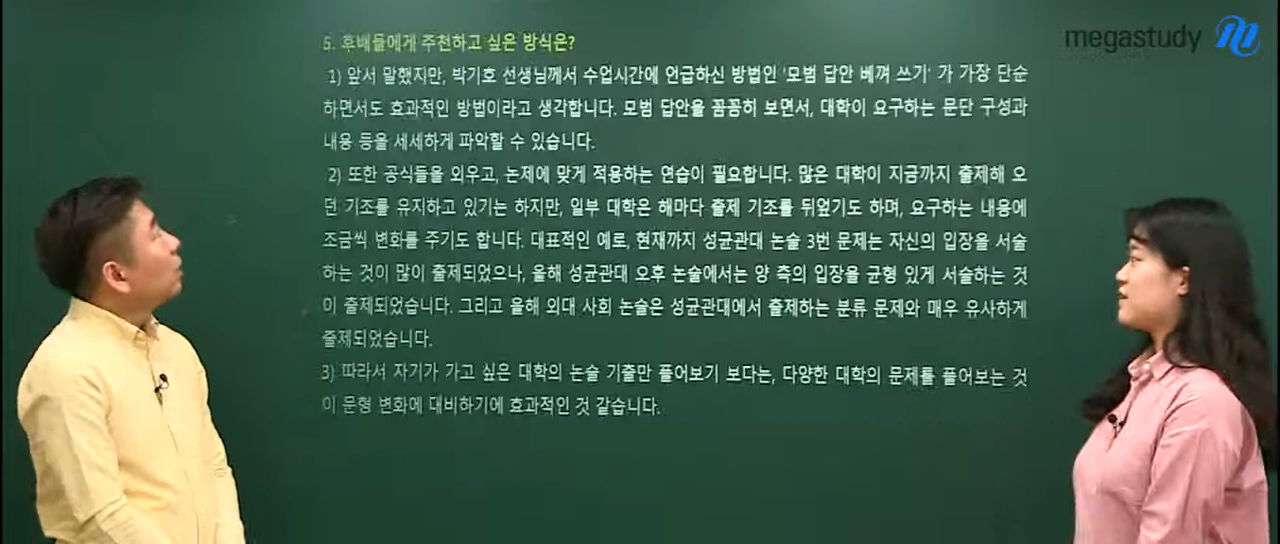 megastudy
5. 후배들에게 추천하고 싶은 방식은?
1) 앞서 말했지만, 박기호 선생님께서 수업시간에 언급하신 방법인 '모범 답안 베껴 쓰기' 가 가장 단순
하면서도 효과적인 방법이라고 생각합니다. 모범 답안을 꼼꼼히 보면서, 대학이 요구하는 문단 구성과
내용 등을 세세하게 파악할 수 있습니다.
2) 또한 공식들을 외우고, 논제에 맞게 적용하는 연습이 필요합니다. 많은 대학이 지금까지 출제해 오
던 기조를 유지하고 있기는 하지만, 일부 대학은 해마다 출제 기조를 뒤엎기도 하며, 요구하는 내용에
조금씩 변화를 주기도 합니다. 대표적인 예로, 현재까지 성균관대 논술 3번 문제는 자신의 입장을 서술
하는 것이 많이 출제되었으나, 올해 성균관대 오후 논술에서는 양 측의 입장을 균형 있게 서술하는 것
이 출제되었습니다. 그리고 올해 외대 사회 논술은 성균관대에서 출제하는 분류 문제와 매우 유사하게
출제되었습니다.
3) 따라서 자기가 가고 싶은 대학의 논술 기출만 풀어보기 보다는, 다양한 대학의 문제를 풀어보는 것
이 문형 변화에 대비하기에 효과적인 것 같습니다.